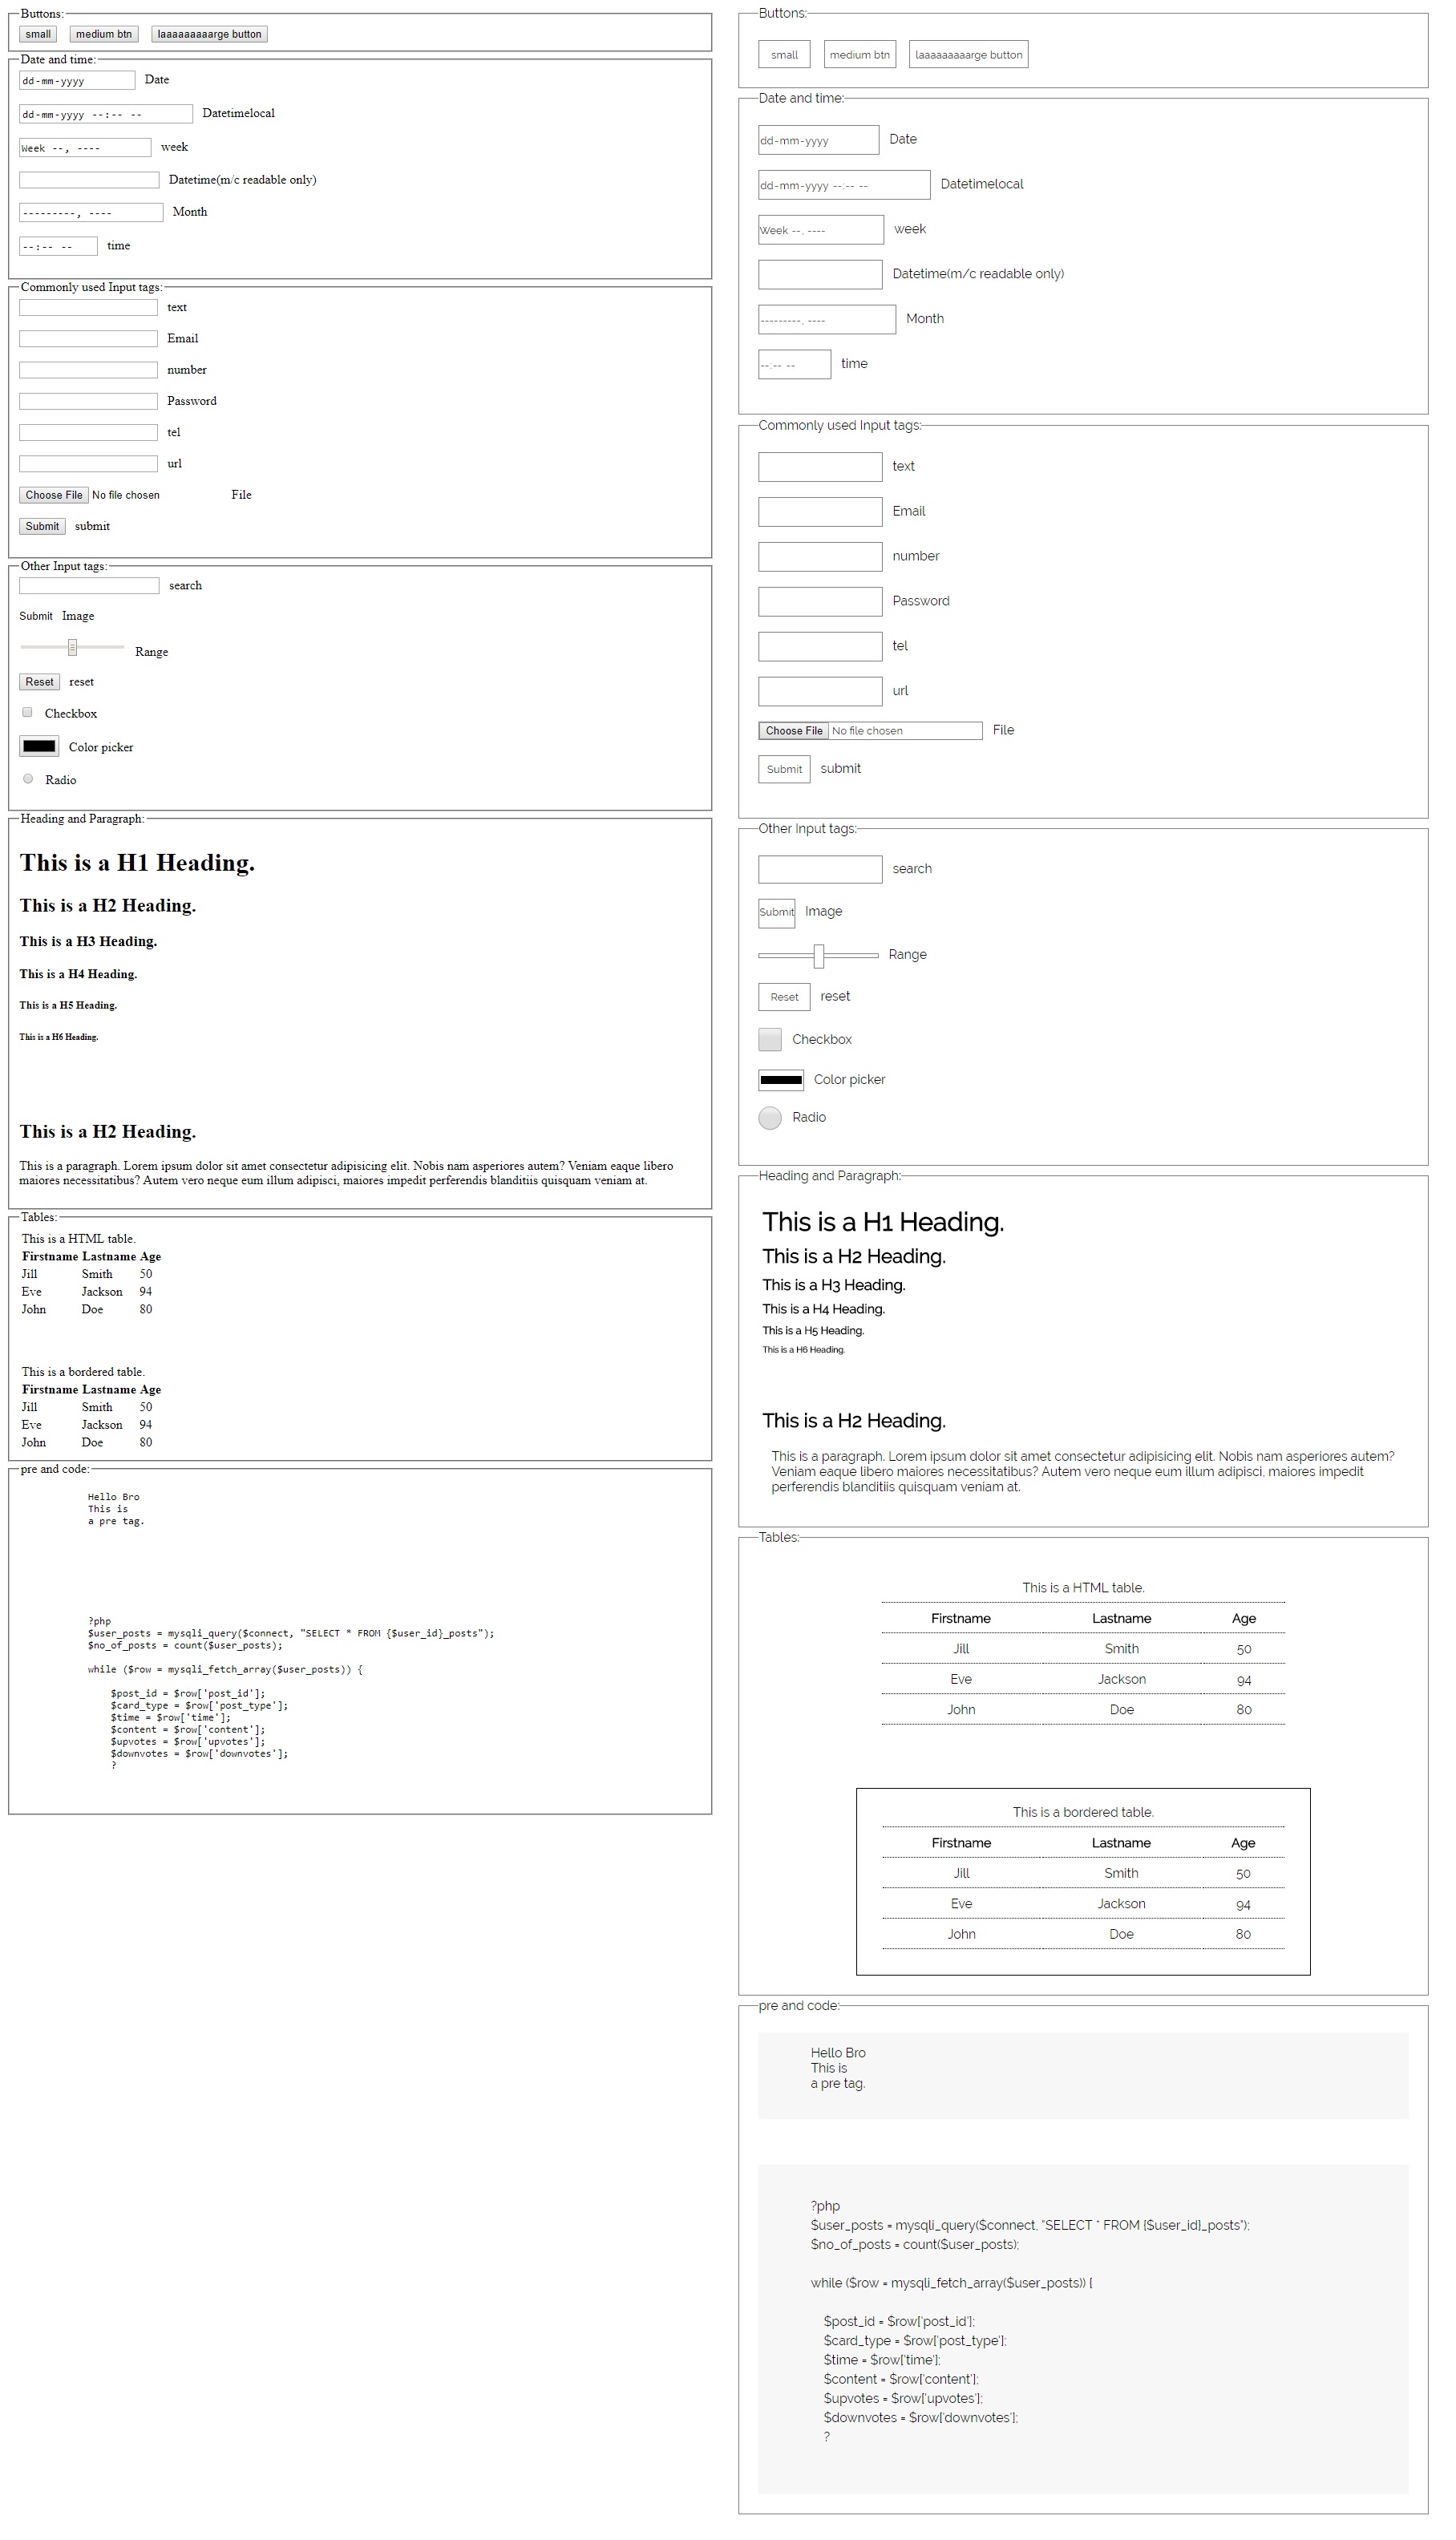 Buttons:
small medium btn laaaaaaaaarge button
Date and time:
dd-mm-yyyy Date
dd-mm-yyyy --:-- -- Datetimelocal
Week --, ---- week
Datetime(m/c readable only)
---------, ---- Month
--:-- -- time
Commonly used Input tags:
text
Email
number
Password
tel
url
Choose File No file chosen File
Submit submit
Other Input tags:
search
Submit Image
Range
Reset reset
Checkbox
Color picker
Radio
Heading and Paragraph:
This is a H1 Heading.
This is a H2 Heading.
This is a H3 Heading.
This is a H4 Heading.
This is a H5 Heading.
This is a H6 Heading.
This is a H2 Heading.
This is a paragraph. Lorem ipsum dolor sit amet consectetur adipisicing elit. Nobis nam asperiores autem? Veniam eaque libero
maiores necessitatibus? Autem vero neque eum illum adipisci, maiores impedit perferendis blanditiis quisquam veniam at.
Tables:
This is a HTML table.
Firstname Lastname Age
Jill Smith 50
Eve Jackson 94
John Doe 80
This is a bordered table.
Firstname Lastname Age
Jill Smith 50
Eve Jackson 94
John Doe 80
pre and code:
Hello Bro
This is
a pre tag.
?php
$user_posts = mysqli_query($connect, "SELECT * FROM {$user_id}_posts");
$no_of_posts = count($user_posts);
while ($row = mysqli_fetch_array($user_posts)) {
$post_id = $row['post_id'];
$card_type = $row['post_type'];
$time = $row['time'];
$content = $row['content'];
$upvotes = $row['upvotes'];
$downvotes = $row['downvotes'];
?
Buttons:
small medium btn laaaaaaaaarge button
Date and time:
dd-mm-yyyy Date
dd-mm-yyyy --:-- -- Datetimelocal
Week --, ---- week
Datetime(m/c readable only)
---------, ---- Month
--:-- -- time
Commonly used Input tags:
text
Email
number
Password
tel
url
Choose File No file chosen File
Submit submit
Other Input tags:
search
Submit Image
Range
Reset reset
Checkbox
Color picker
Radio
Heading and Paragraph:
This is a H1 Heading.
This is a H2 Heading.
This is a H3 Heading.
This is a H4 Heading.
This is a H5 Heading.
This is a H6 Heading.
This is a H2 Heading.
This is a paragraph. Lorem ipsum dolor sit amet consectetur adipisicing elit. Nobis nam asperiores autem?
Veniam eaque libero maiores necessitatibus? Autem vero neque eum illum adipisci, maiores impedit
perferendis blanditiis quisquam veniam at.
Tables:
This is a HTML table.
Firstname Lastname Age
Jill Smith 50
Eve Jackson 94
John Doe 80
This is a bordered table.
Firstname Lastname Age
Jill Smith 50
Eve Jackson 94
John Doe 80
pre and code:
Hello Bro
This is
a pre tag.
?php
$user_posts = mysqli_query($connect, "SELECT * FROM {$user_id}_posts");
$no_of_posts = count($user_posts);
while ($row = mysqli_fetch_array($user_posts)) {
$post_id = $row['post_id'];
$card_type = $row['post_type'];
$time = $row['time'];
$content = $row['content'];
$upvotes = $row['upvotes'];
$downvotes = $row['downvotes'];
?